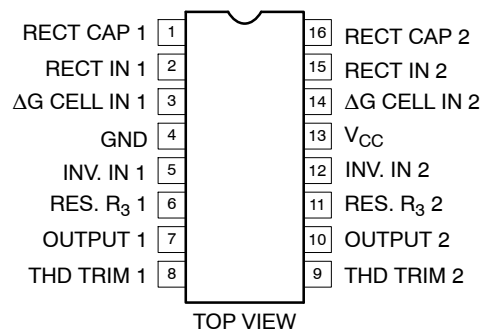 RECT CAP 1 1 16 RECT CAP 2
RECT IN 1 2 15 RECT IN 2
ΔG CELL IN 1 3 14 ΔG CELL IN 2
GND 4 13 VCC
INV. IN 1 5 12 INV. IN 2
RES. R3 1 6 11 RES. R3 2
OUTPUT 1 7 10 OUTPUT 2
THD TRIM 1 8 9 THD TRIM 2
TOP VIEW